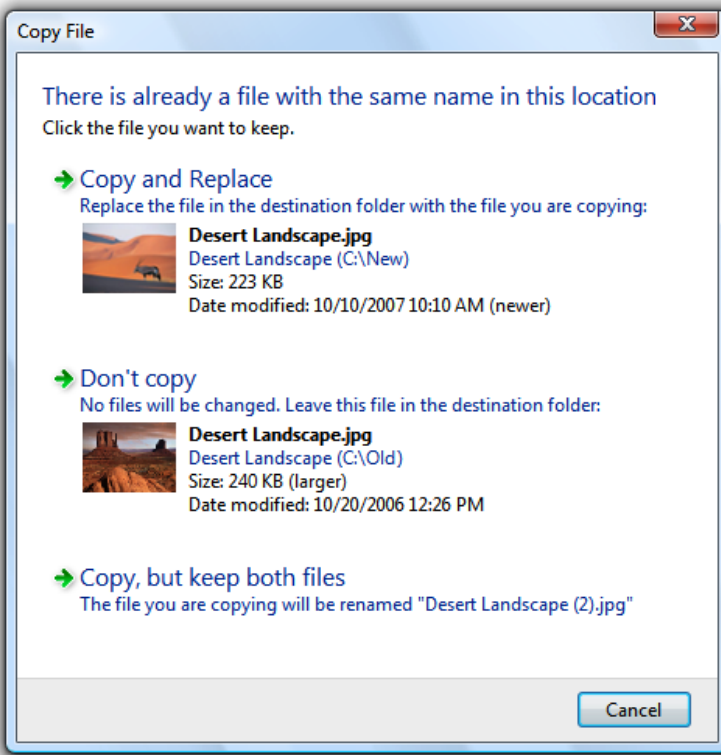 Copy File
There is already a file with the same name in this location
Click the file you want to keep.
Copy and Replace
Replace the file in the destination folder with the file you are copying:
Desert Landscape.jpg
Desert Landscape (C:\New)
Size: 223 KB
Date modified: 10/10/2007 10:10 AM (newer)
Don't copy
No files will be changed. Leave this file in the destination folder:
Desert Landscape.jpg
Desert Landscape (C:\Old)
Size: 240 KB (larger)
Date modified: 10/20/2006 12:26 PM
Copy, but keep both files
The file you are copying will be renamed "Desert Landscape (2).jpg"
Cancel